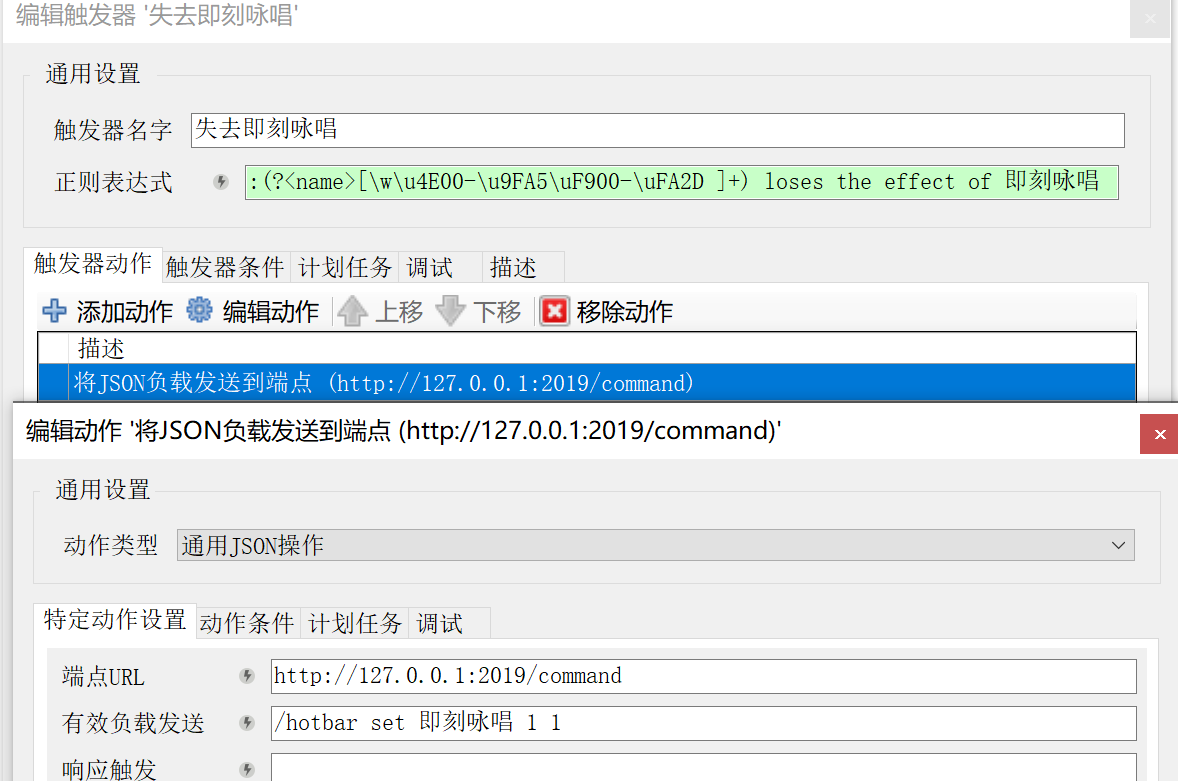 编辑触发器 '失去即刻咏唱'
通用设置
触发器名字 失去即刻咏唱
正则表达式 :(?<name>[\w\u4E00-\u9FA5\uF900-\uFA2D ]+) loses the effect of 即刻咏唱
触发器动作 触发器条件 计划任务 调试 描述
添加动作 编辑动作 上移 下移 移除动作
描述
将JSON负载发送到端点 (http://127.0.0.1:2019/command)
编辑动作 '将JSON负载发送到端点 (http://127.0.0.1:2019/command)'
通用设置
动作类型 通用JSON操作
特定动作设置 动作条件 计划任务 调试
端点URL http://127.0.0.1:2019/command
有效负载发送 /hotbar set 即刻咏唱 1 1
响应触发